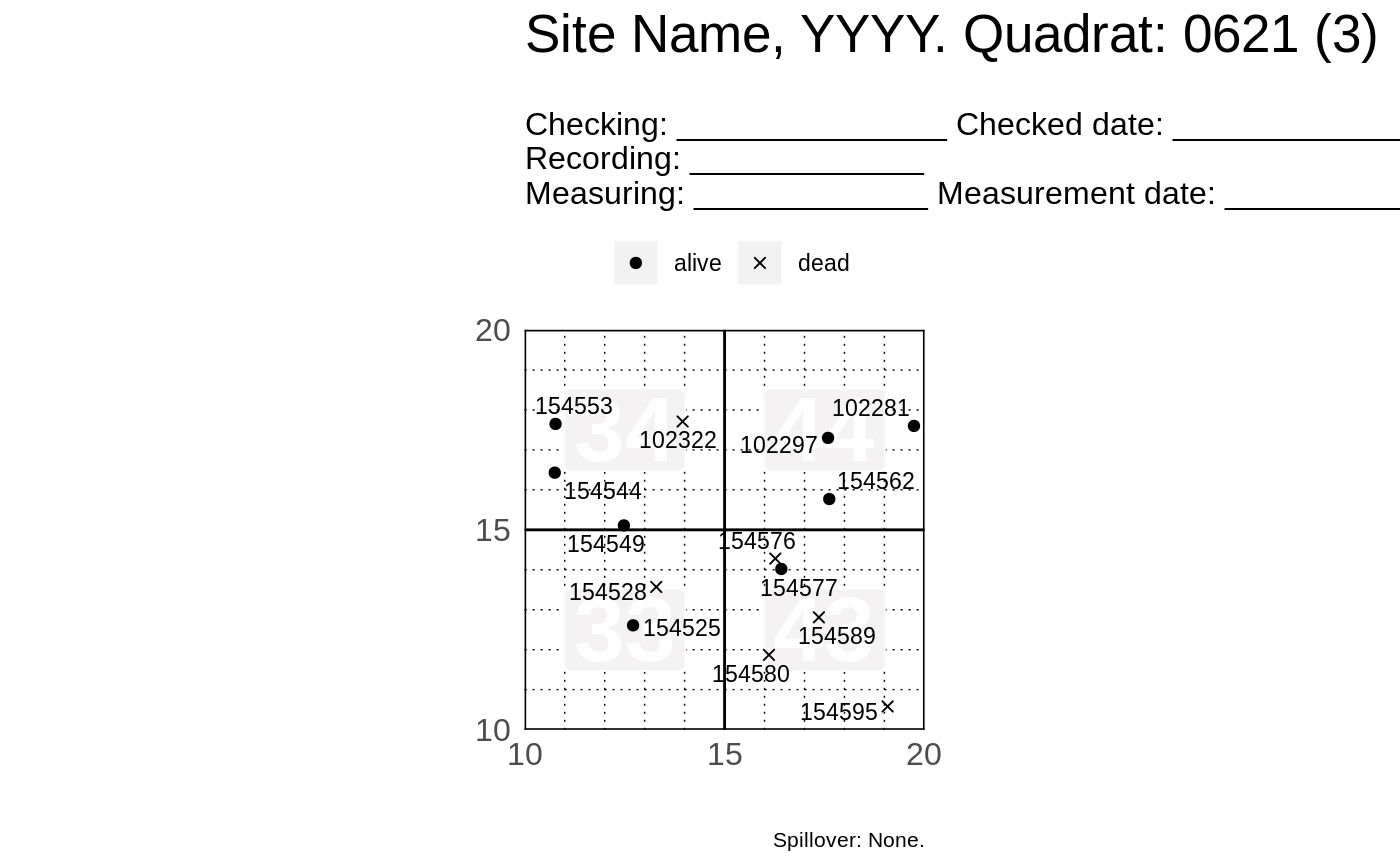 Site Name, YYYY. Quadrat: 0621 (3)
Checking: _______________ Checked date: _____________
Recording: _____________
Measuring: _____________ Measurement date: __________
alive dead
20
34 44
154553
102322
102281
102297
154544
154562
15
154549
154576
154577
33 43
154528
154525
154589
154580
154595
10
10 15 20
Spillover: None.